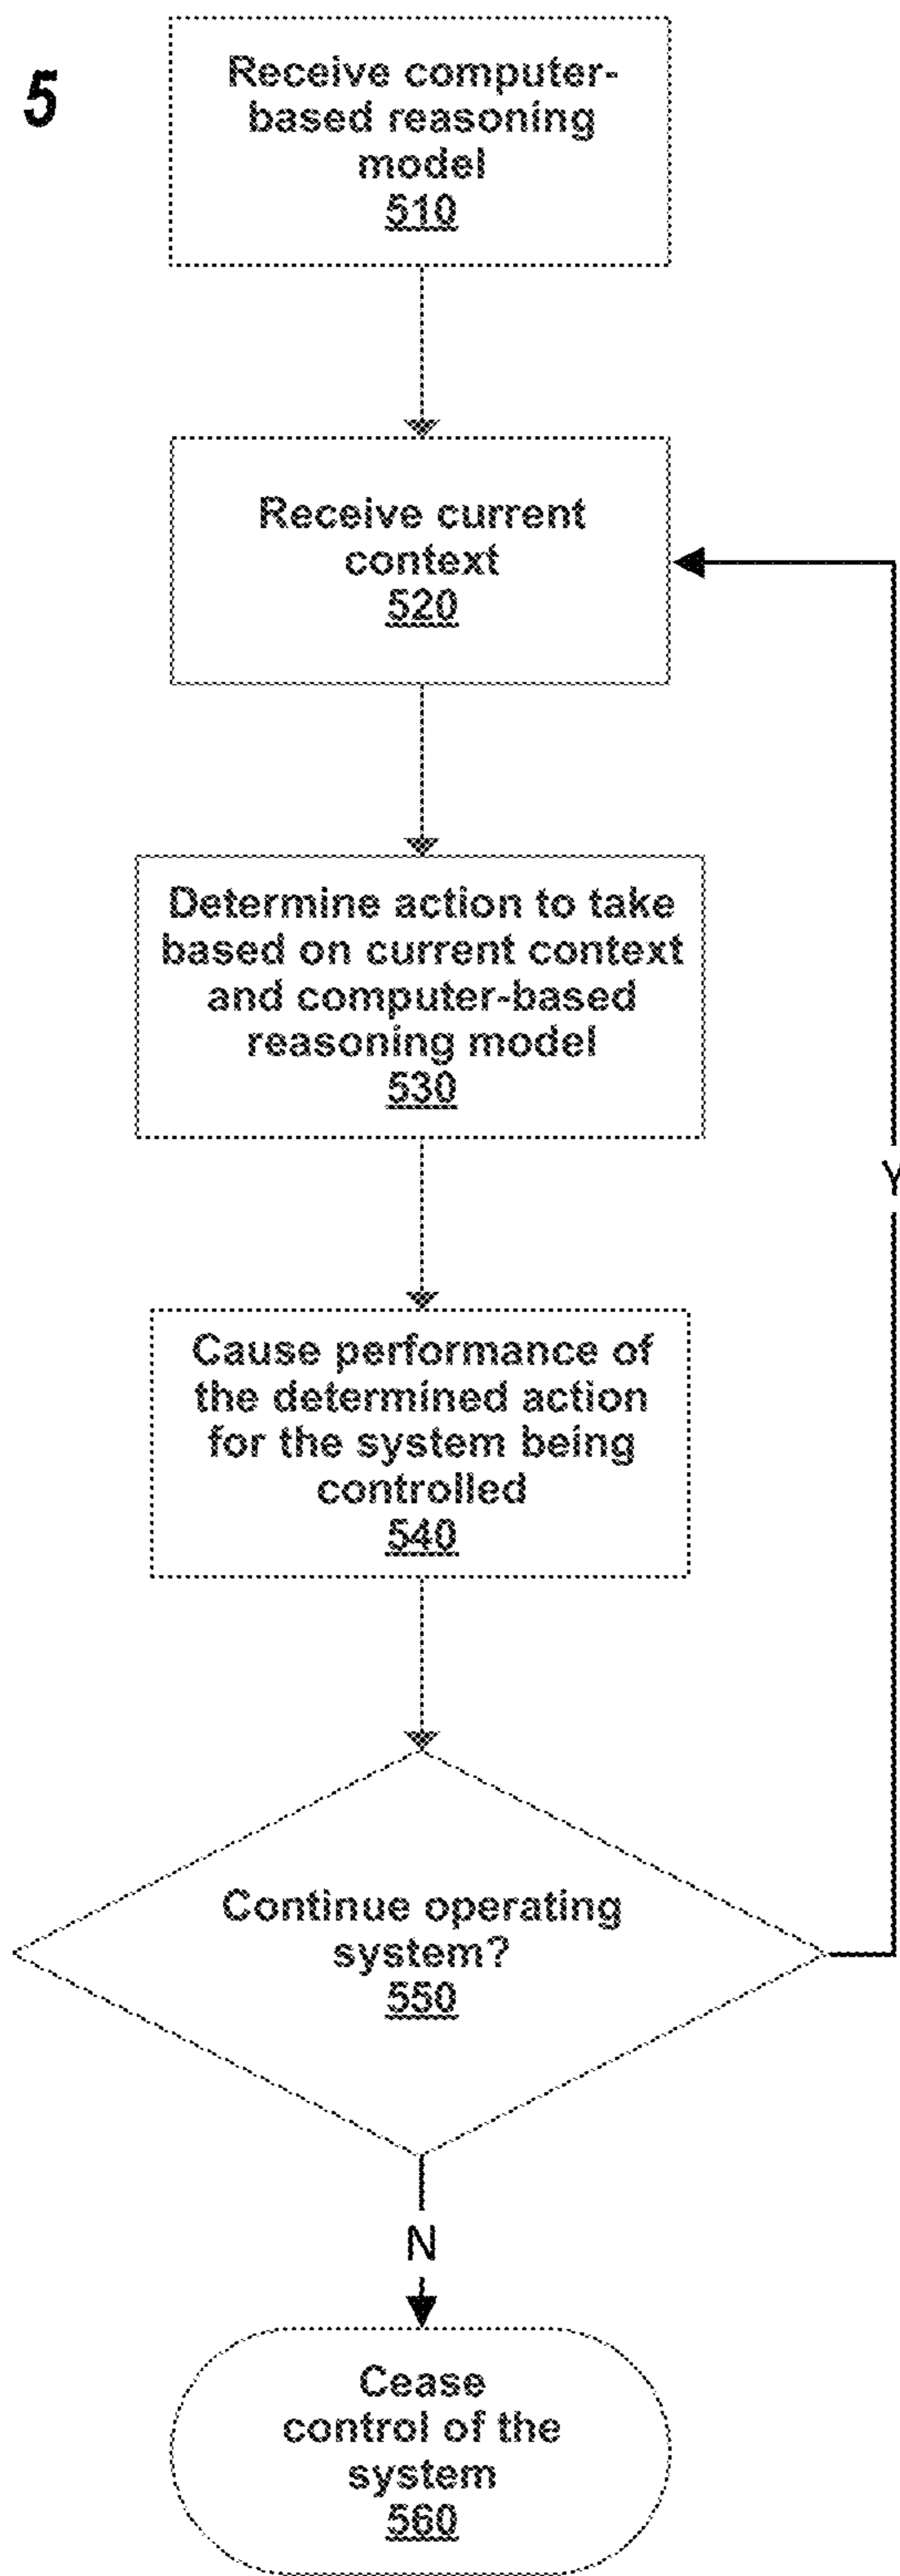 5
Receive computer-
based reasoning
model
510
Receive current
context
520
Determine action to take
based on current context
and computer-based
reasoning model
530
Y
Cause performance of
the determined action
for the system being
controlled
540
Continue operating
system?
550
N
Cease
control of the
system
560